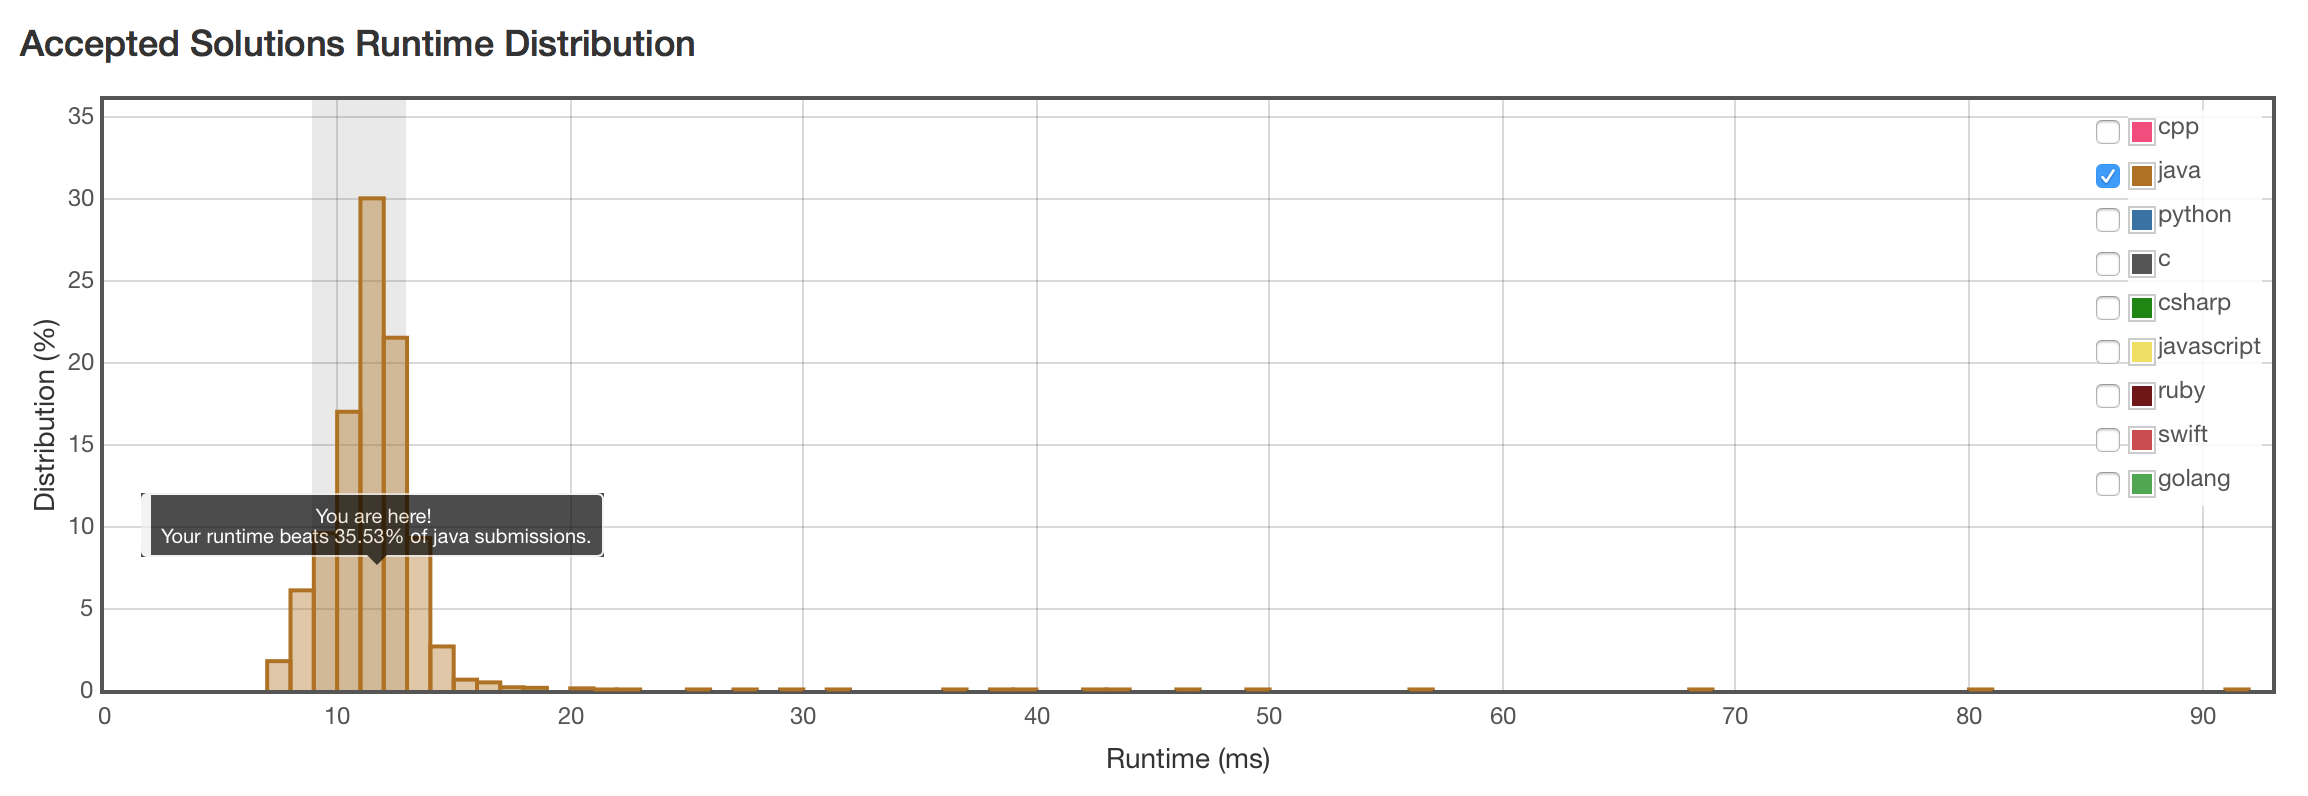 Accepted Solutions Runtime Distribution
35
30
25
20
15
10
5
0
Distribution (%)
You are here!
Your runtime beats 35.53% of java submissions.
cpp
java
python
c
csharp
javascript
ruby
swift
golang
0 10 20 30 40 50 60 70 80 90
Runtime (ms)